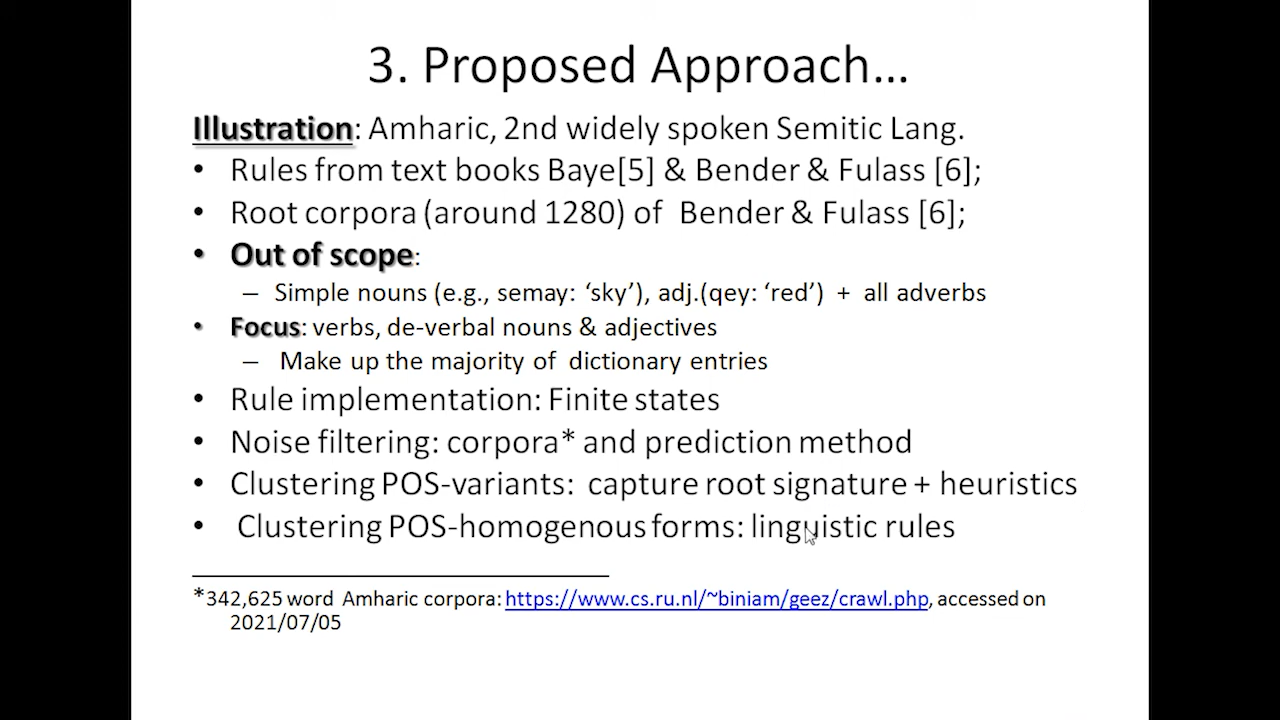 3. Proposed Approach…
Illustration: Amharic, 2nd widely spoken Semitic Lang.
• Rules from text books Baye[5] & Bender & Fulass [6];
• Root corpora (around 1280) of Bender & Fulass [6];
• Out of scope:
– Simple nouns (e.g., semay: ‘sky’), adj.(qey: ‘red’) + all adverbs
• Focus: verbs, de-verbal nouns & adjectives
– Make up the majority of dictionary entries
• Rule implementation: Finite states
• Noise filtering: corpora* and prediction method
• Clustering POS-variants: capture root signature + heuristics
• Clustering POS-homogenous forms: linguistic rules
*342,625 word Amharic corpora: https://www.cs.ru.nl/~biniam/geez/crawl.php, accessed on
2021/07/05